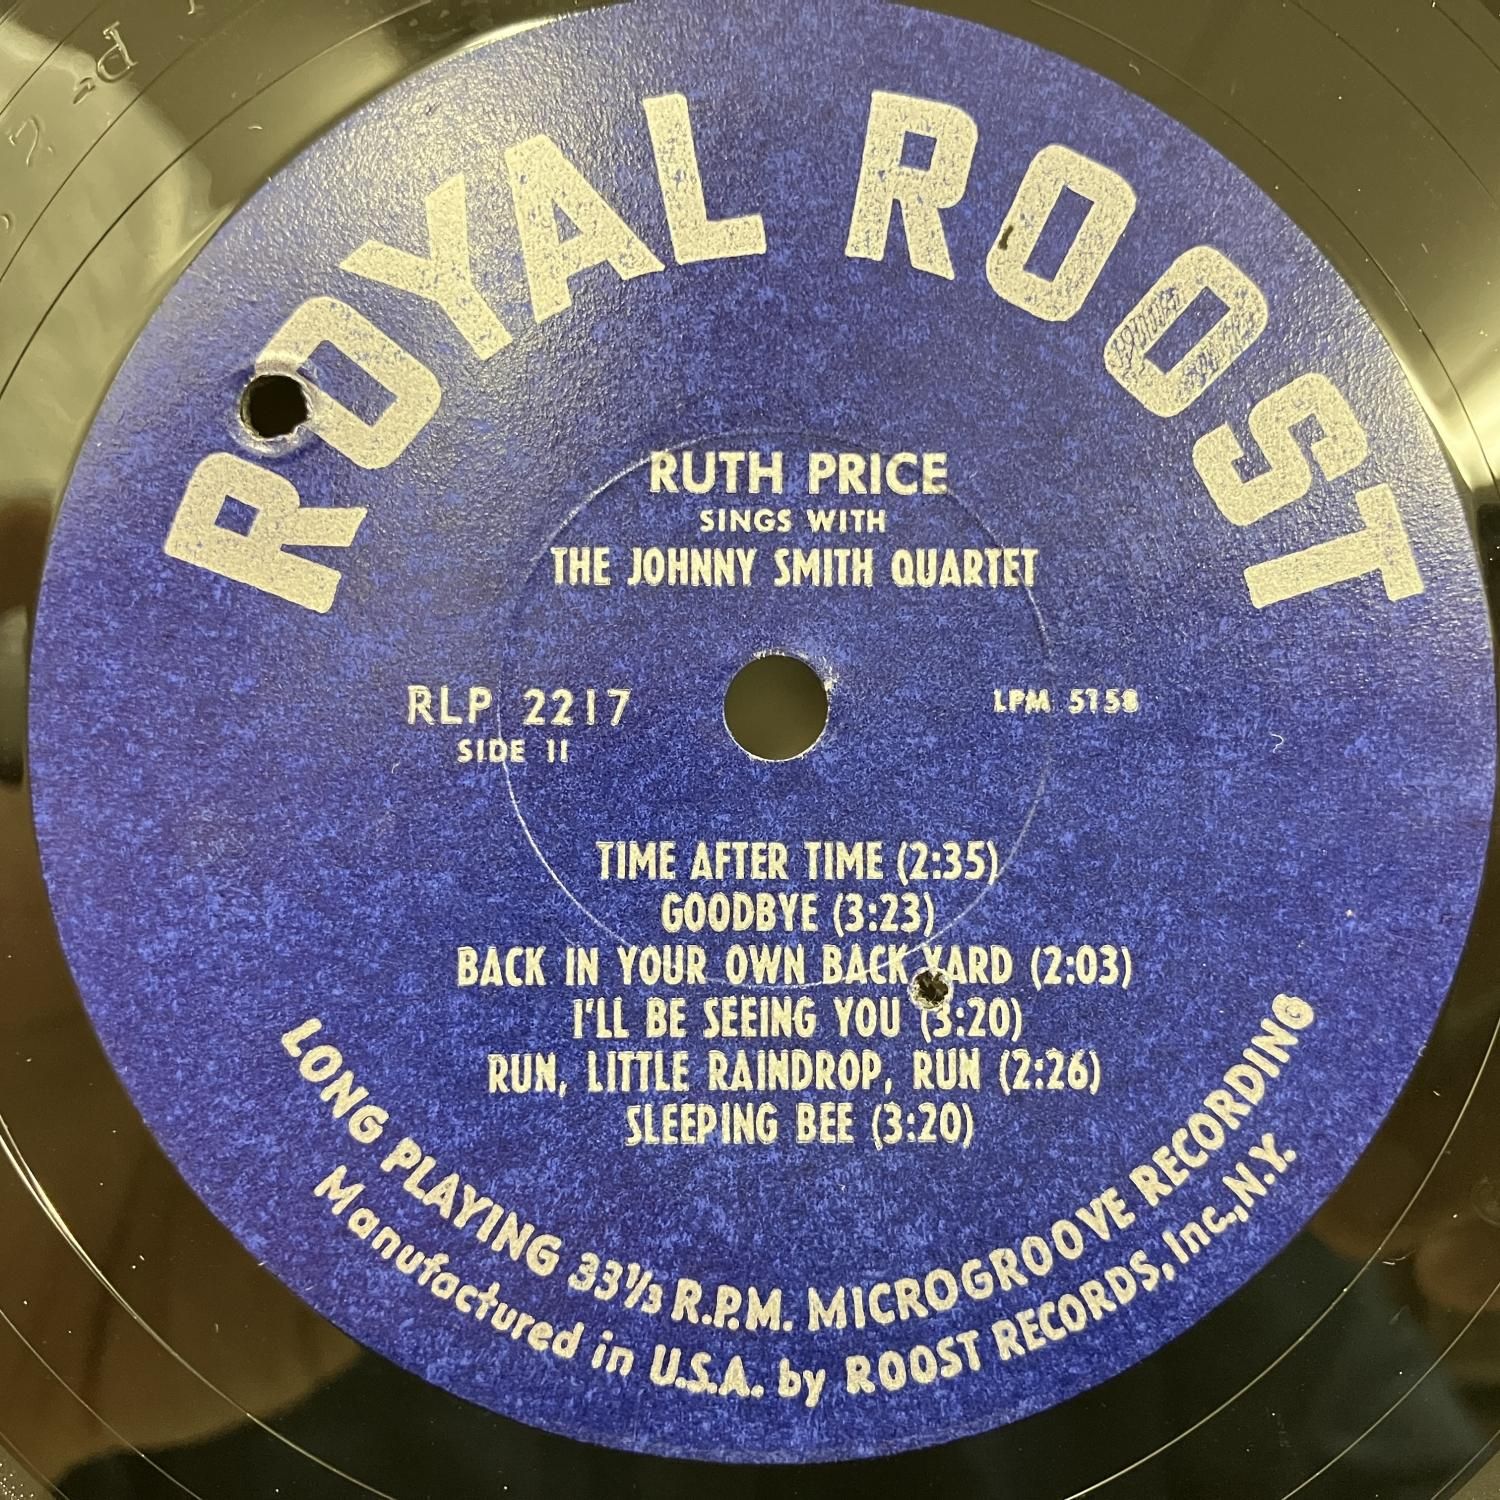 ROYAL ROOST
RUTH PRICE
SINGS WITH
THE JOHNNY SMITH QUARTET
RLP 2217
LPM 5158
SIDE II
TIME AFTER TIME (2:35)
GOODBYE (3:23)
BACK IN YOUR OWN BACK YARD (2:03)
I'LL BE SEEING YOU (3:20)
RUN, LITTLE RAINDROP, RUN (2:26)
SLEEPING BEE (3:20)
LONG PLAYING 33⅓ R.P.M. MICROGROOVE RECORDING
Manufactured in U.S.A. by ROOST RECORDS, Inc., N.Y.